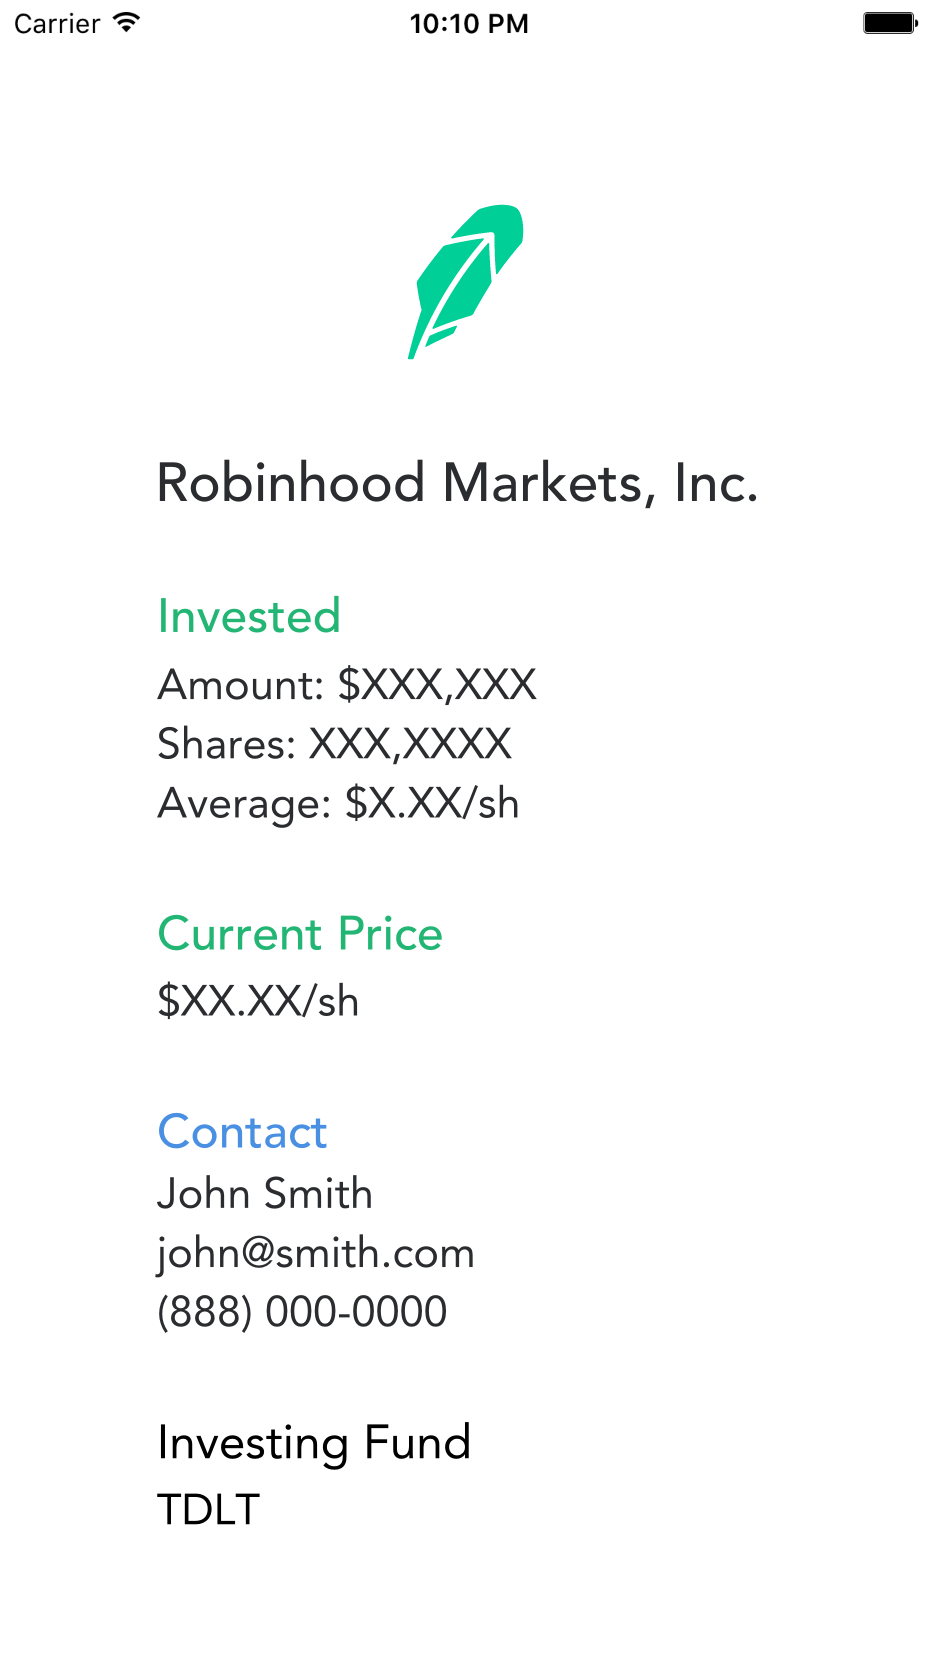 Carrier 10:10 PM
Robinhood Markets, Inc.
Invested
Amount: $XXX,XXX
Shares: XXX,XXXX
Average: $X.XX/sh
Current Price
$XX.XX/sh
Contact
John Smith
john@smith.com
(888) 000-0000
Investing Fund
TDLT